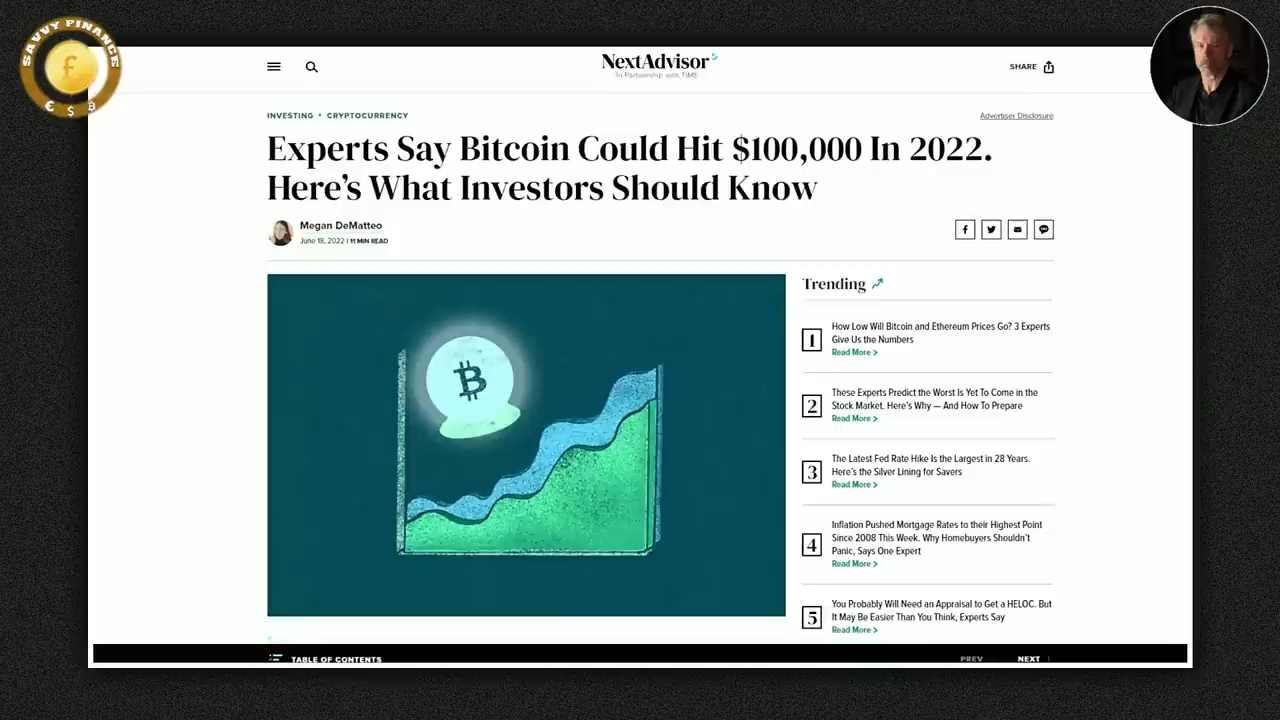 SAVVY FINANCE
£
€ $ ₿
NextAdvisor
In Partnership with TIME
SHARE
INVESTING • CRYPTOCURRENCY
Advertiser Disclosure
Experts Say Bitcoin Could Hit $100,000 In 2022.
Here's What Investors Should Know
Megan DeMatteo
June 18, 2022 | 11 MIN READ
f
₿
Trending
1
How Low Will Bitcoin and Ethereum Prices Go? 3 Experts
Give Us the Numbers
Read More >
2
These Experts Predict the Worst Is Yet To Come in the
Stock Market. Here's Why — And How To Prepare
Read More >
3
The Latest Fed Rate Hike Is the Largest in 28 Years.
Here's the Silver Lining for Savers
Read More >
4
Inflation Pushed Mortgage Rates to their Highest Point
Since 2008 This Week. Why Homebuyers Shouldn't
Panic, Says One Expert
Read More >
5
You Probably Will Need an Appraisal to Get a HELOC. But
It May Be Easier Than You Think, Experts Say
Read More >
TABLE OF CONTENTS
PREV
NEXT